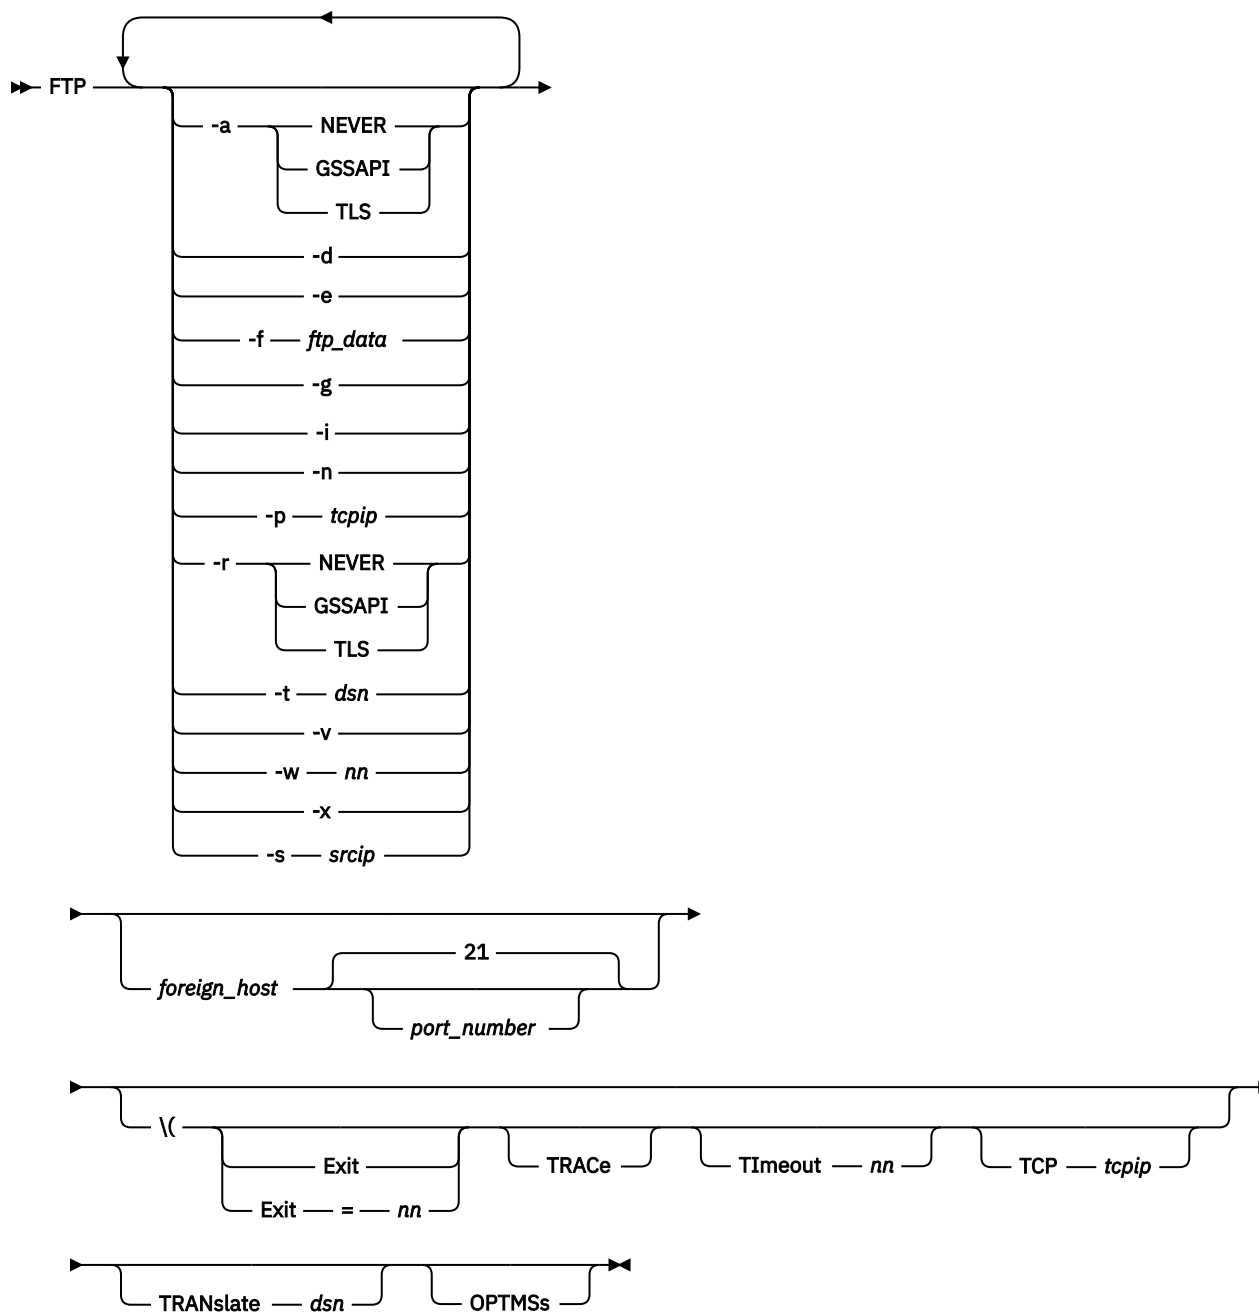 FTP
-a NEVER
GSSAPI
TLS
-d
-e
-f ftp_data
-g
-i
-n
-p tcpip
-r NEVER
GSSAPI
TLS
-t dsn
-v
-w nn
-x
-s srcip
21
foreign_host
port_number
\(
Exit TRACe TImeout nn TCP tcpip
Exit = nn
TRANslate dsn OPTMSs